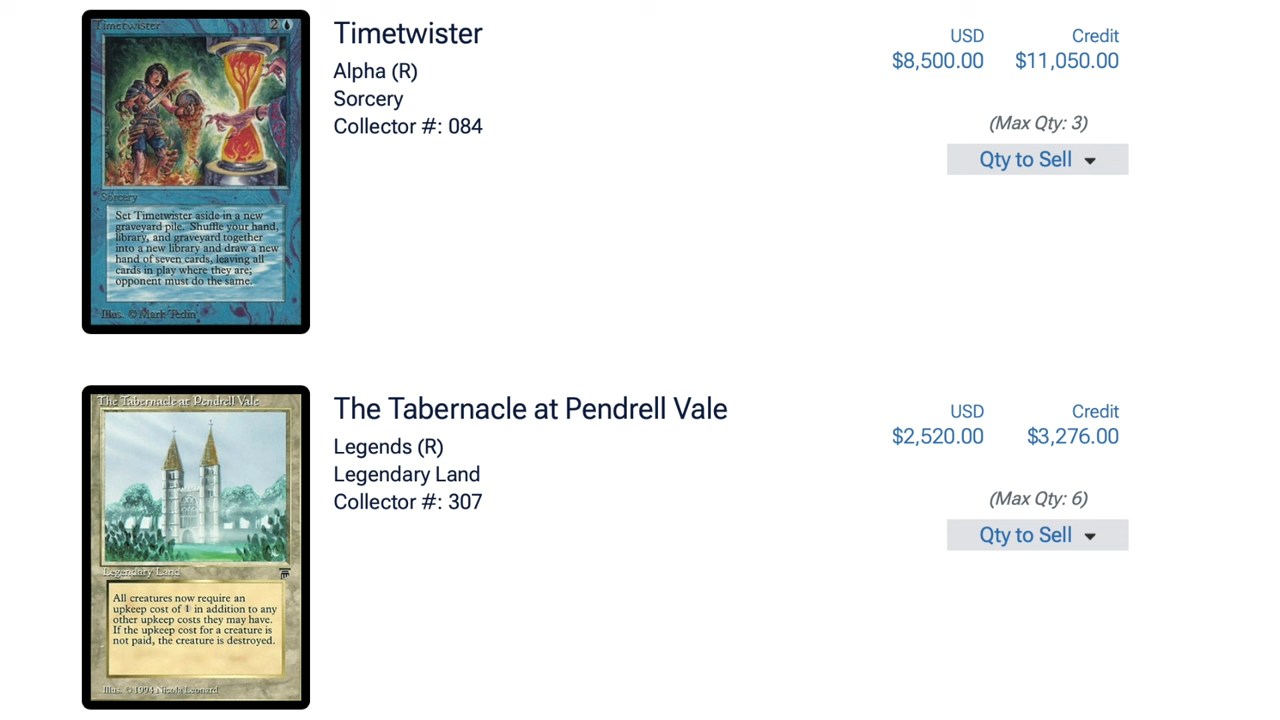 Timetwister
2
Sorcery
Set Timetwister aside in a new
graveyard pile. Shuffle your hand,
library, and graveyard together
into a new library and draw a new
hand of seven cards, leaving all
cards in play where they are;
opponent must do the same.
Illus. © Mark Tedin
Timetwister
Alpha (R)
Sorcery
Collector #: 084
USD
Credit
$8,500.00
$11,050.00
(Max Qty: 3)
Qty to Sell
The Tabernacle at Pendrell Vale
Legendary Land
All creatures now require an
upkeep cost of 1 in addition to any
other upkeep costs they may have.
If the upkeep cost for a creature is
not paid, the creature is destroyed.
Illus. © 1994 Nicola Leonard
The Tabernacle at Pendrell Vale
Legends (R)
Legendary Land
Collector #: 307
USD
Credit
$2,520.00
$3,276.00
(Max Qty: 6)
Qty to Sell